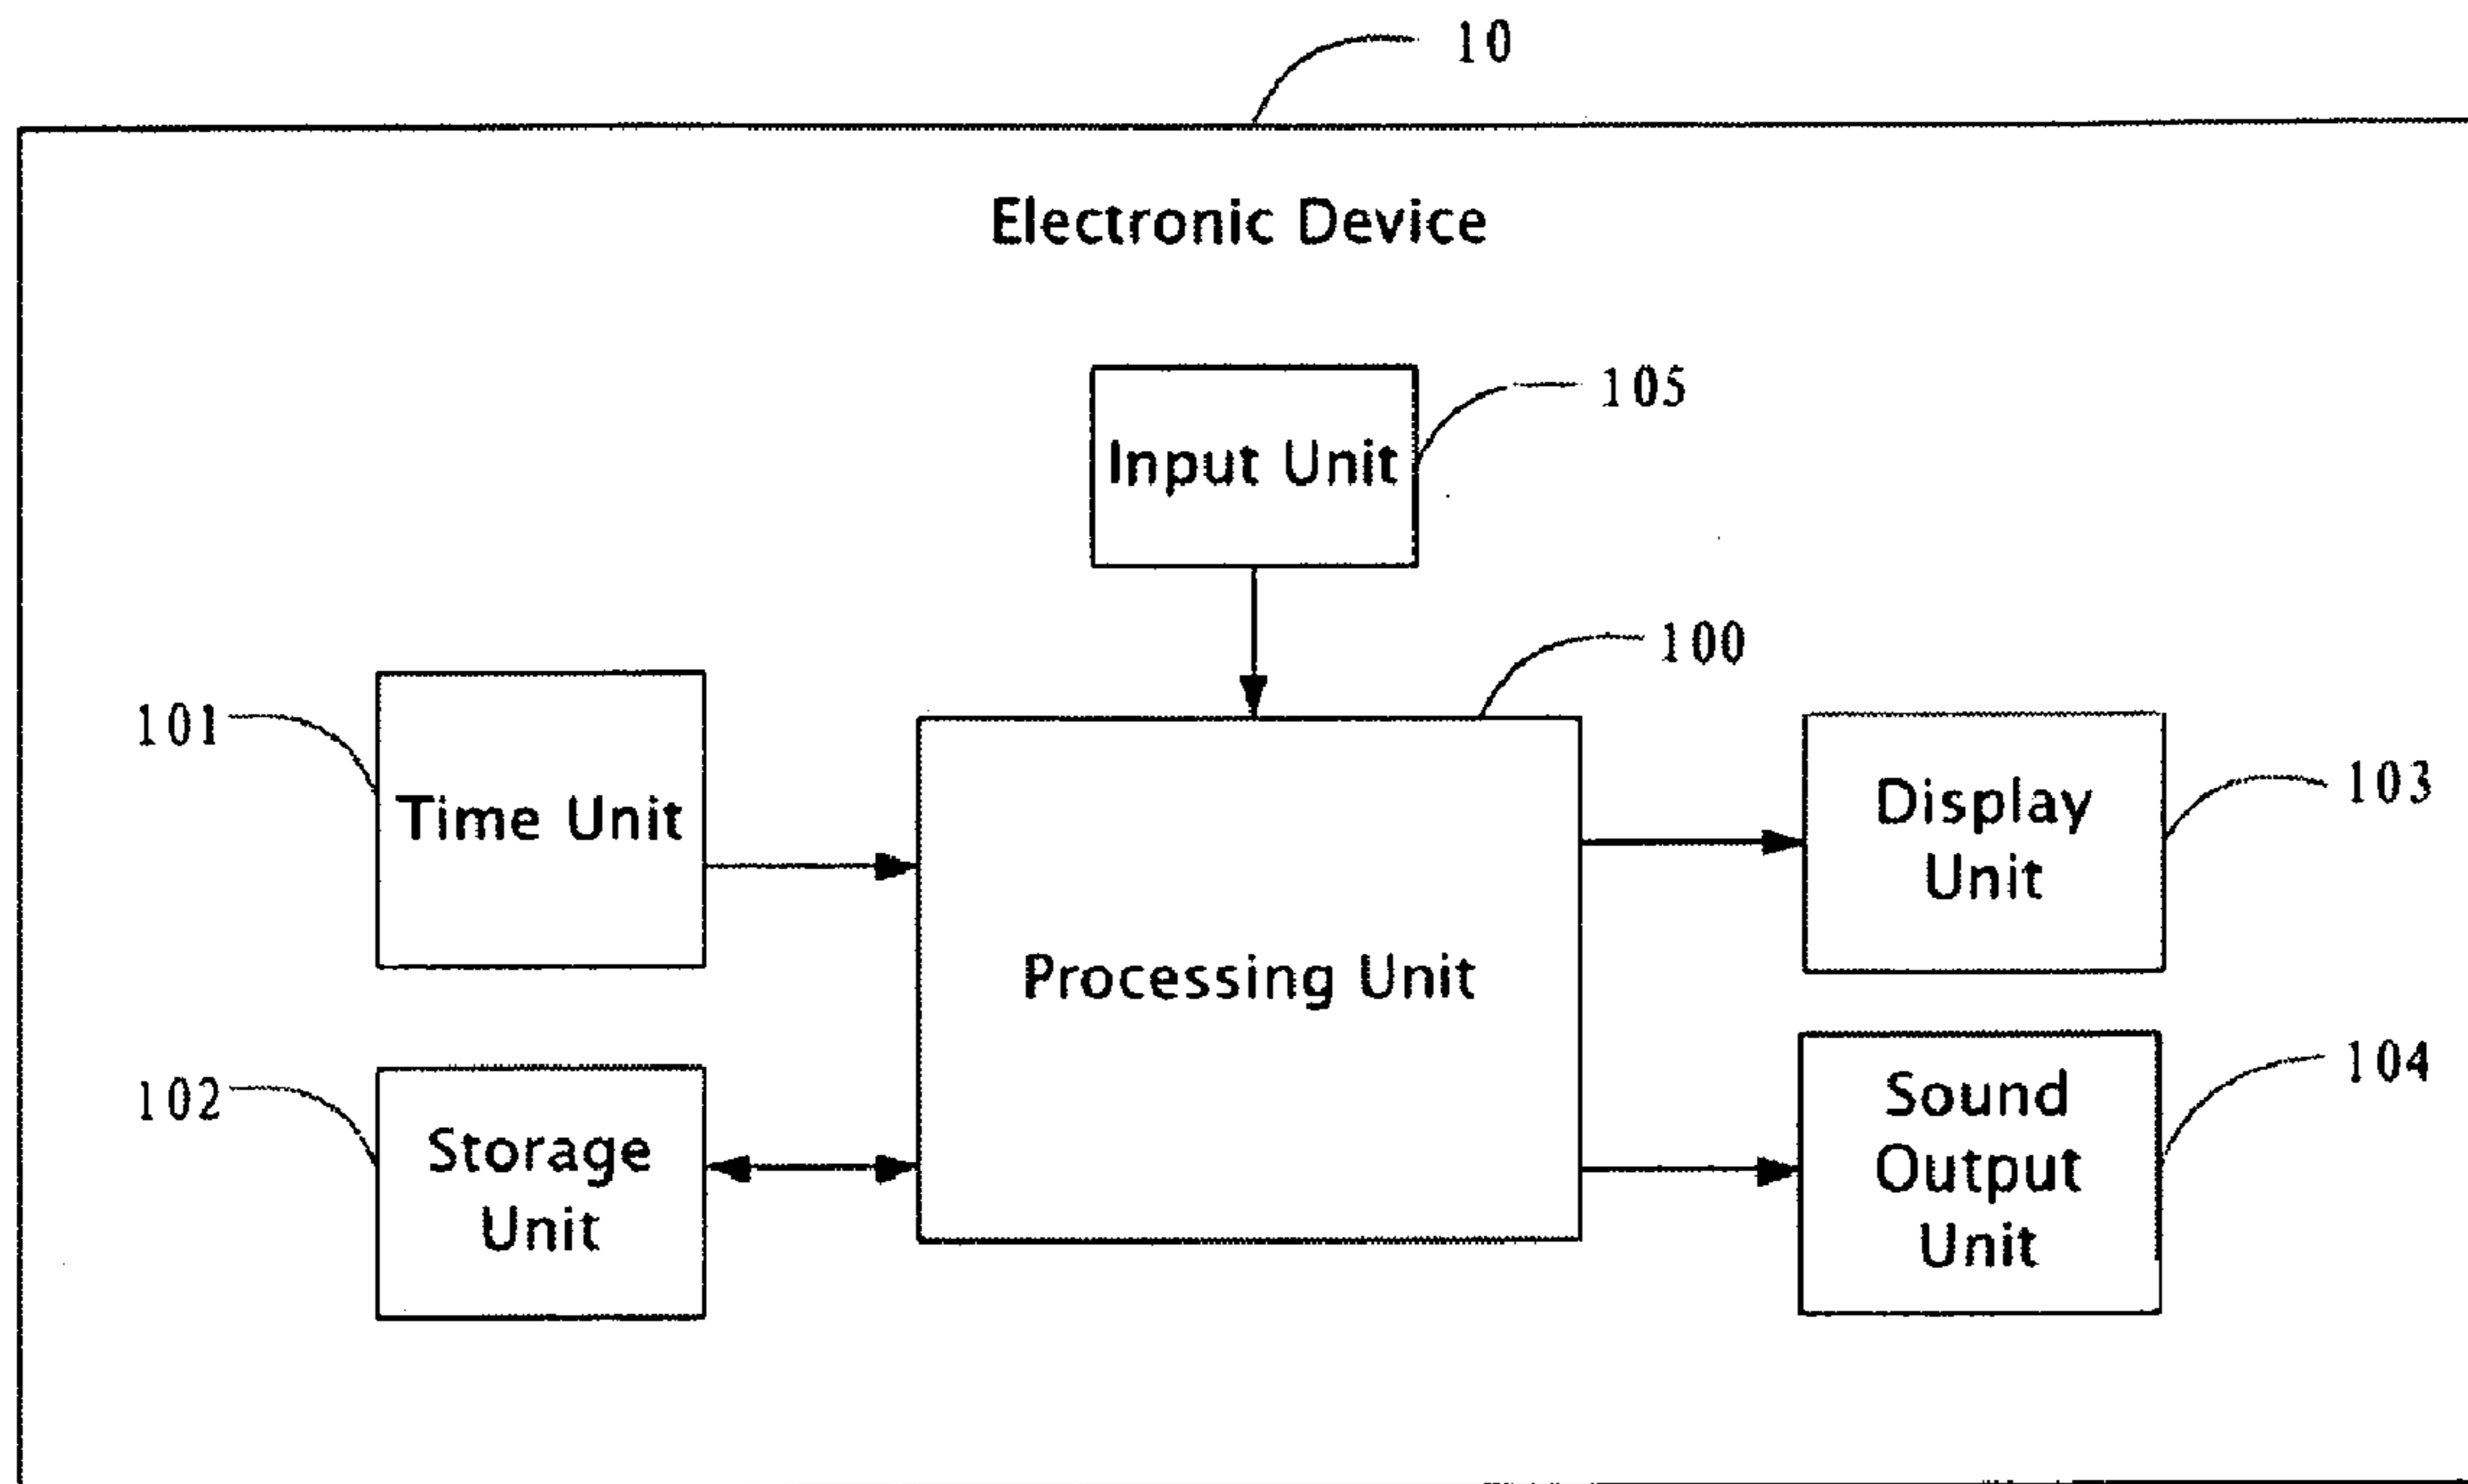 10
Electronic Device
105
Input Unit
100
101
Time Unit
Display
Unit
103
Processing Unit
102
Storage
Unit
Sound
Output
Unit
104